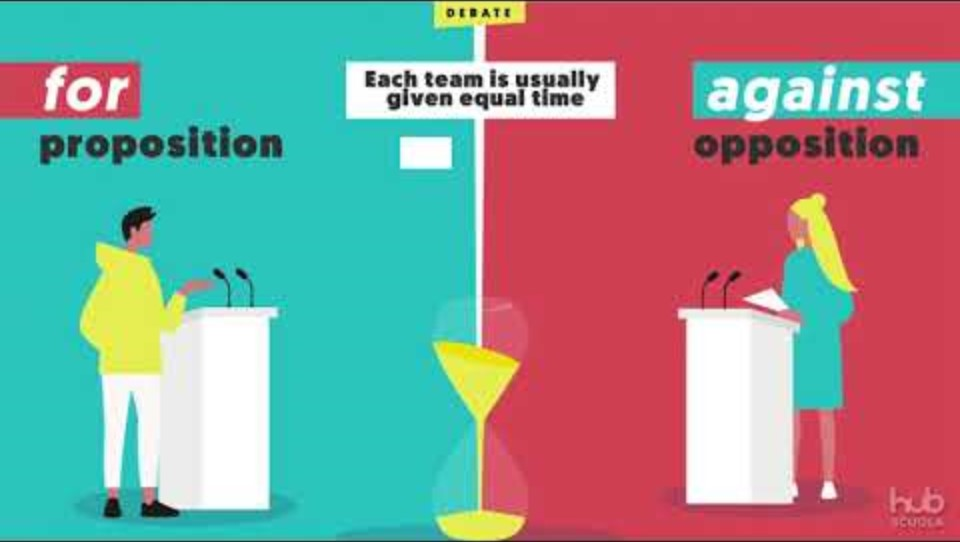 DEBATE
for
proposition
Each team is usually
given equal time
against
opposition
hub
SCUOLA